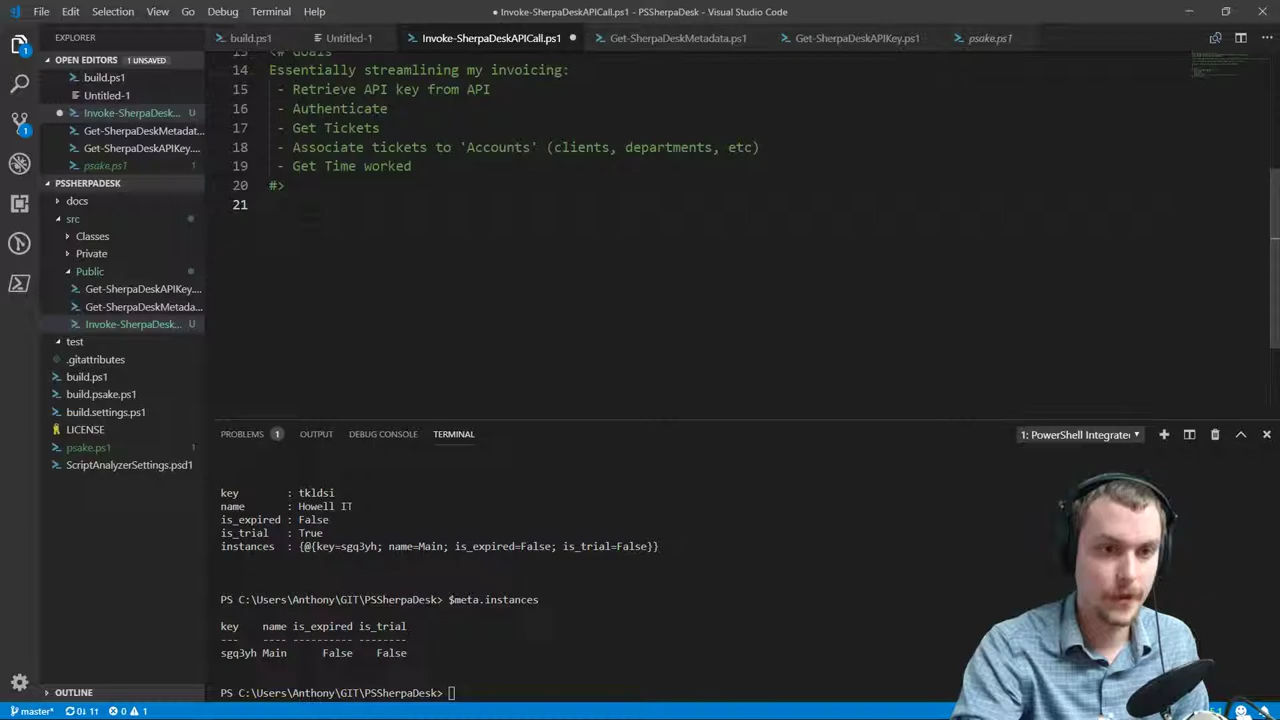 File Edit Selection View Go Debug Terminal Help
● Invoke-SherpaDeskAPICall.ps1 - PSSherpaDesk - Visual Studio Code
EXPLORER
build.ps1
Untitled-1
Invoke-SherpaDeskAPICall.ps1
Get-SherpaDeskMetadata.ps1
Get-SherpaDeskAPIKey.ps1
psake.ps1
OPEN EDITORS 1 UNSAVED
build.ps1
Untitled-1
Invoke-SherpaDesk... U
Get-SherpaDeskMetadat...
Get-SherpaDeskAPIKey....
psake.ps1 1
PSSHERPADESK
docs
src
Classes
Private
Public
Get-SherpaDeskAPIKey....
Get-SherpaDeskMetada...
Invoke-SherpaDesk... U
test
.gitattributes
build.ps1
build.psake.ps1
build.settings.ps1
LICENSE
psake.ps1 1
ScriptAnalyzerSettings.psd1
OUTLINE
13 <# Goals
14 Essentially streamlining my invoicing:
15 - Retrieve API key from API
16 - Authenticate
17 - Get Tickets
18 - Associate tickets to 'Accounts' (clients, departments, etc)
19 - Get Time worked
20 #>
21
PROBLEMS 1 OUTPUT DEBUG CONSOLE TERMINAL
1: PowerShell Integrate
key : tkldsi
name : Howell IT
is_expired : False
is_trial : True
instances : {@{key=sgq3yh; name=Main; is_expired=False; is_trial=False}}
PS C:\Users\Anthony\GIT\PSSherpaDesk> $meta.instances
key name is_expired is_trial
--- ---- ---------- --------
sgq3yh Main False False
PS C:\Users\Anthony\GIT\PSSherpaDesk>
master* 0↓ 1↑ 0 1